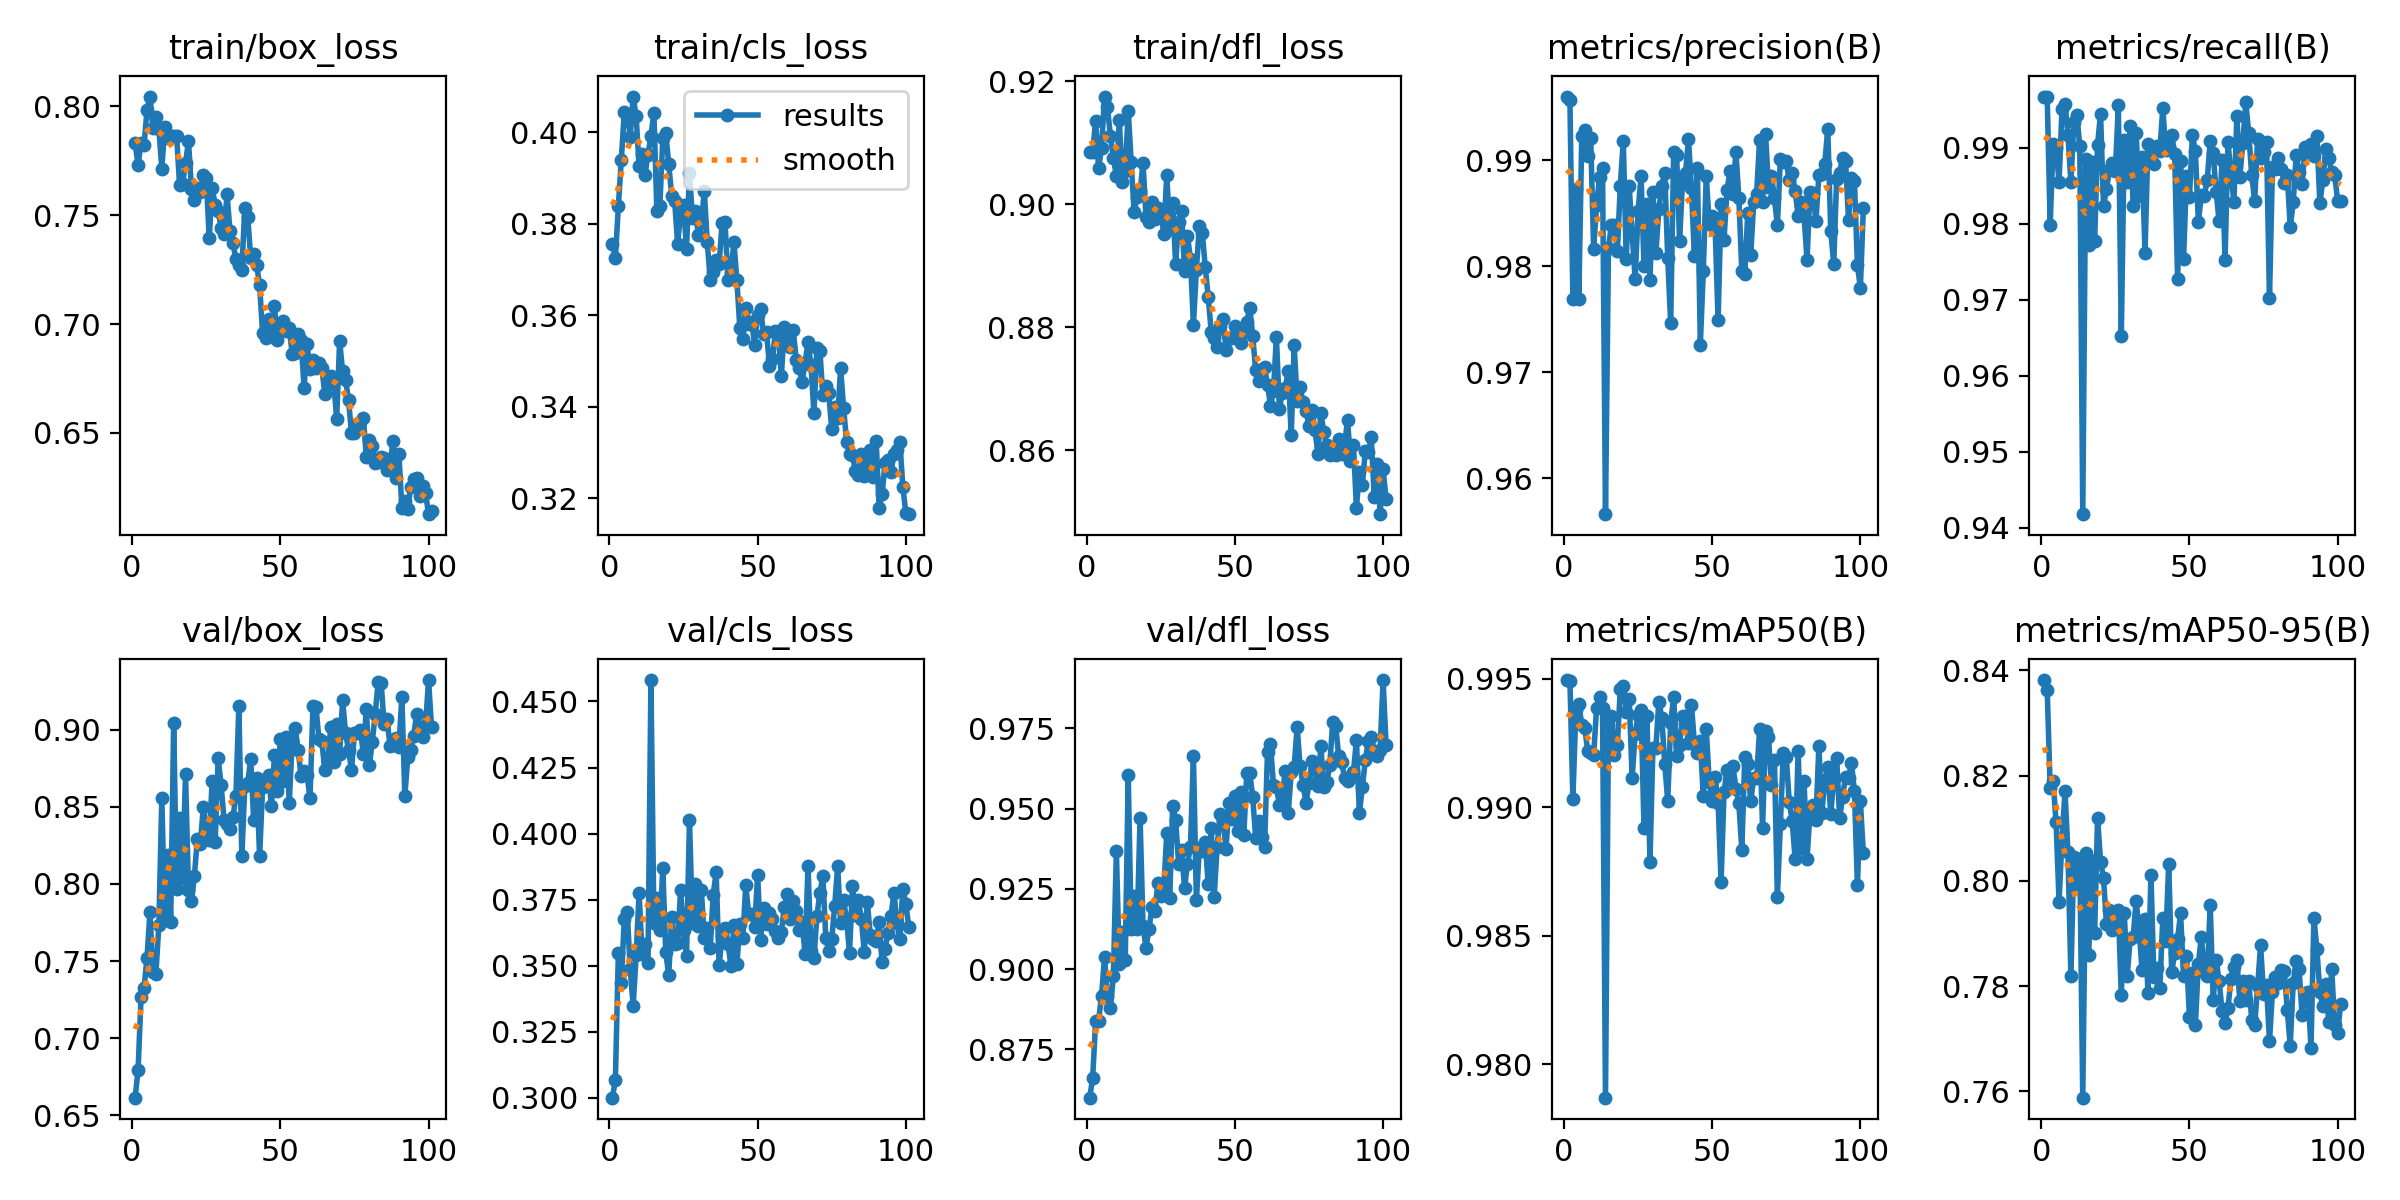 train/box_loss
train/cls_loss
train/dfl_loss
metrics/precision(B)
metrics/recall(B)
0.80
0.75
0.70
0.65
0 50 100
results
smooth
0.40
0.38
0.36
0.34
0.32
0 50 100
0.92
0.90
0.88
0.86
0 50 100
0.99
0.98
0.97
0.96
0 50 100
0.99
0.98
0.97
0.96
0.95
0.94
0 50 100
val/box_loss
val/cls_loss
val/dfl_loss
metrics/mAP50(B)
metrics/mAP50-95(B)
0.90
0.85
0.80
0.75
0.70
0.65
0 50 100
0.450
0.425
0.400
0.375
0.350
0.325
0.300
0 50 100
0.975
0.950
0.925
0.900
0.875
0 50 100
0.995
0.990
0.985
0.980
0 50 100
0.84
0.82
0.80
0.78
0.76
0 50 100